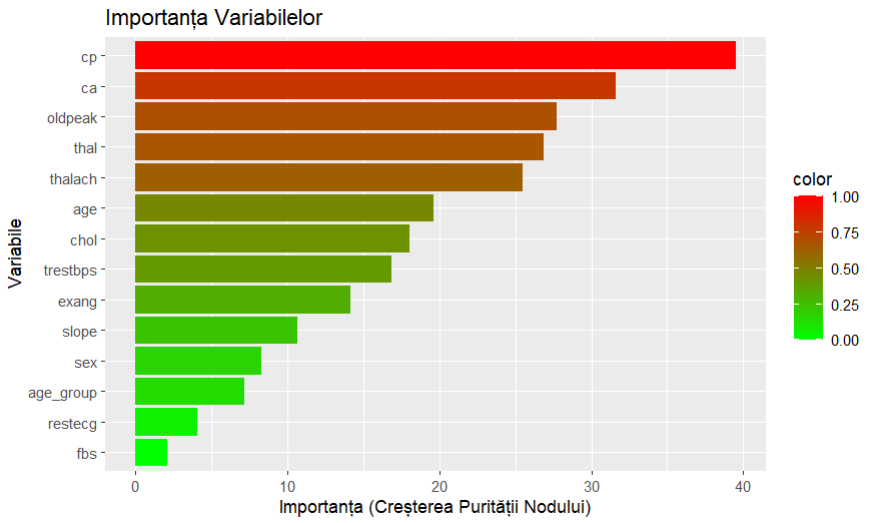 Importanța Variabilelor
Variabile
cp
ca
oldpeak
thal
thalach
age
chol
trestbps
exang
slope
sex
age_group
restecg
fbs
0 10 20 30 40
Importanța (Creșterea Purității Nodului)
color
1.00
0.75
0.50
0.25
0.00